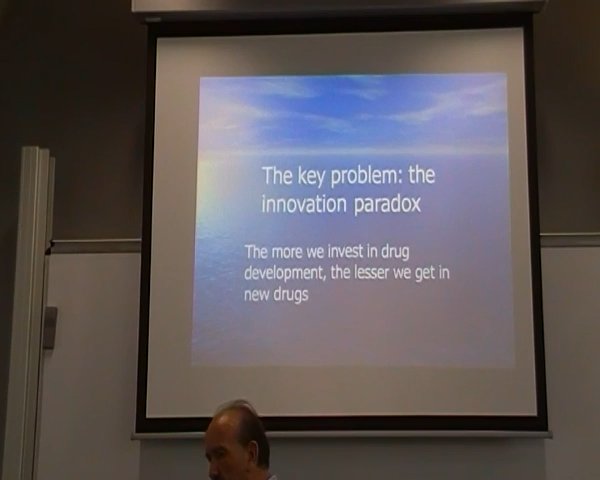 The key problem: the
innovation paradox
The more we invest in drug
development, the lesser we get in
new drugs